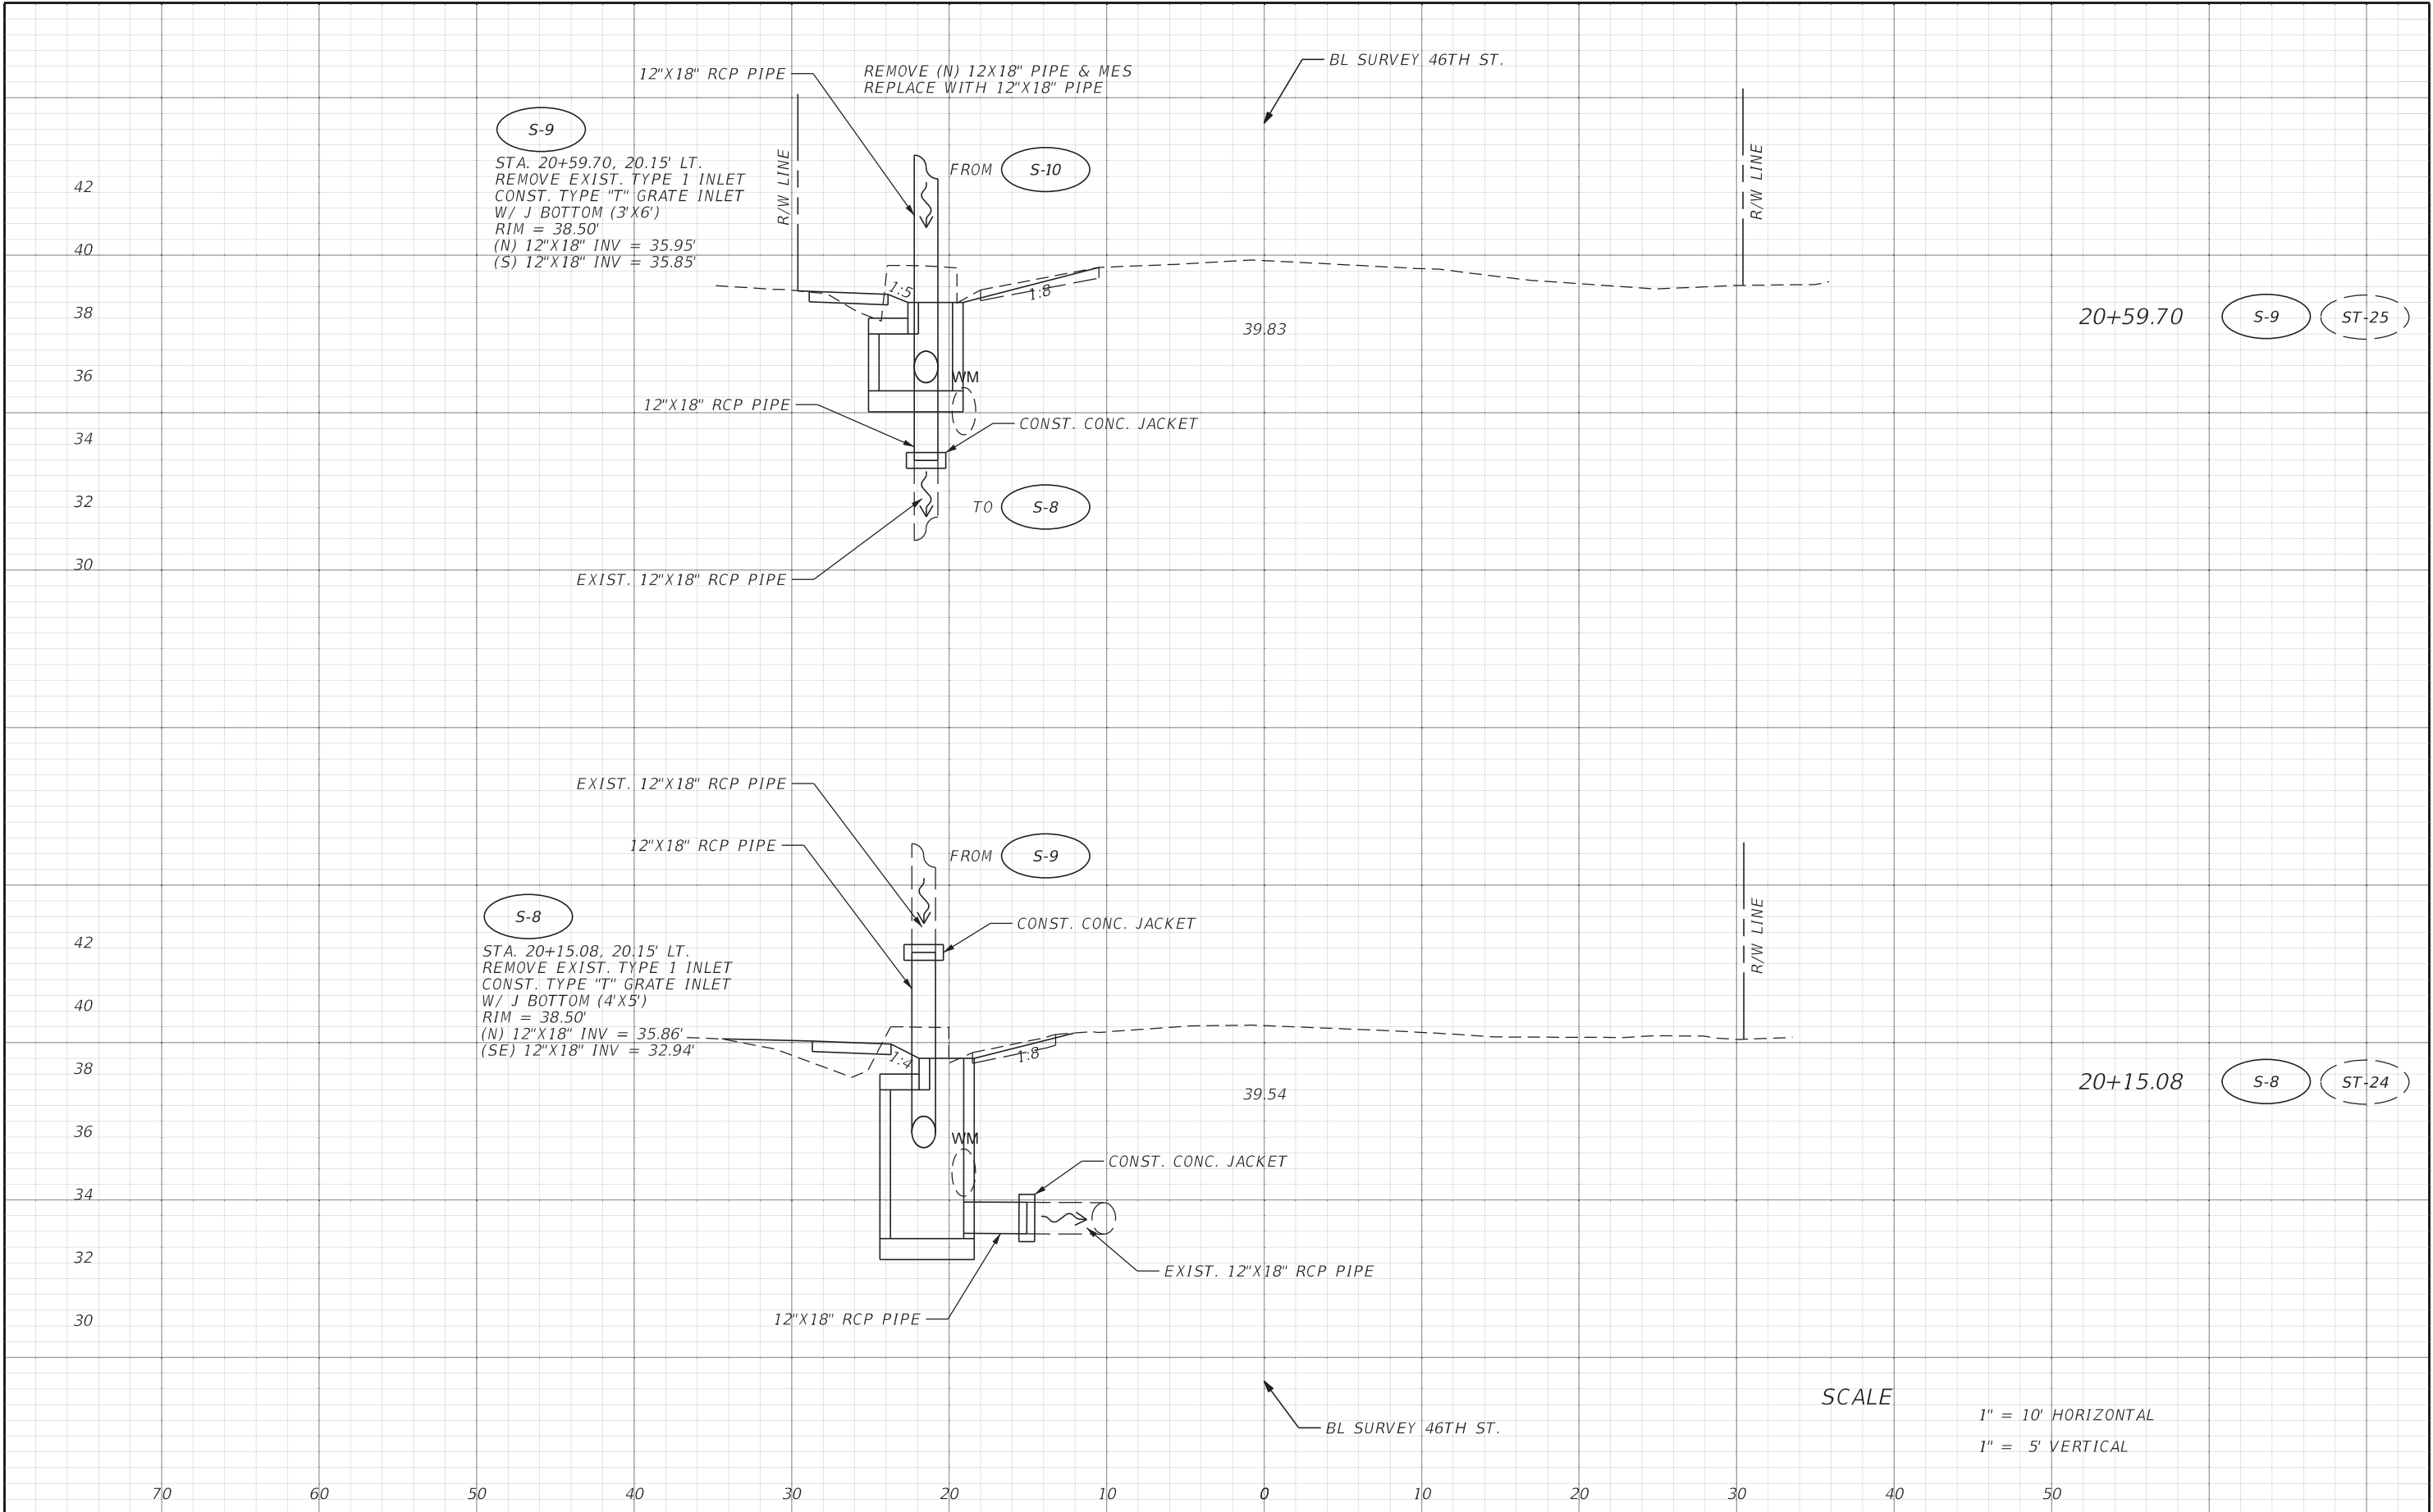 12"X18" RCP PIPE
REMOVE (N) 12X18" PIPE & MES
REPLACE WITH 12"X18" PIPE
BL SURVEY 46TH ST.
S-9
STA. 20+59.70, 20.15' LT.
REMOVE EXIST. TYPE 1 INLET
CONST. TYPE "T" GRATE INLET
W/ J BOTTOM (3'X6')
RIM = 38.50'
(N) 12"X18" INV = 35.95'
(S) 12"X18" INV = 35.85'
R/W LINE
FROM S-10
R/W LINE
42
40
38
36
34
32
30
1:5
1:8
39.83
20+59.70 S-9 ST-25
WM
12"X18" RCP PIPE
CONST. CONC. JACKET
TO S-8
EXIST. 12"X18" RCP PIPE
EXIST. 12"X18" RCP PIPE
12"X18" RCP PIPE
FROM S-9
S-8
CONST. CONC. JACKET
R/W LINE
STA. 20+15.08, 20.15' LT.
REMOVE EXIST. TYPE 1 INLET
CONST. TYPE "T" GRATE INLET
W/ J BOTTOM (4'X5')
RIM = 38.50'
(N) 12"X18" INV = 35.86'
(SE) 12"X18" INV = 32.94'
42
40
38
36
34
32
30
1:4
1:8
39.54
20+15.08 S-8 ST-24
WM
CONST. CONC. JACKET
EXIST. 12"X18" RCP PIPE
12"X18" RCP PIPE
BL SURVEY 46TH ST.
SCALE
1" = 10' HORIZONTAL
1" = 5' VERTICAL
70 60 50 40 30 20 10 0 10 20 30 40 50